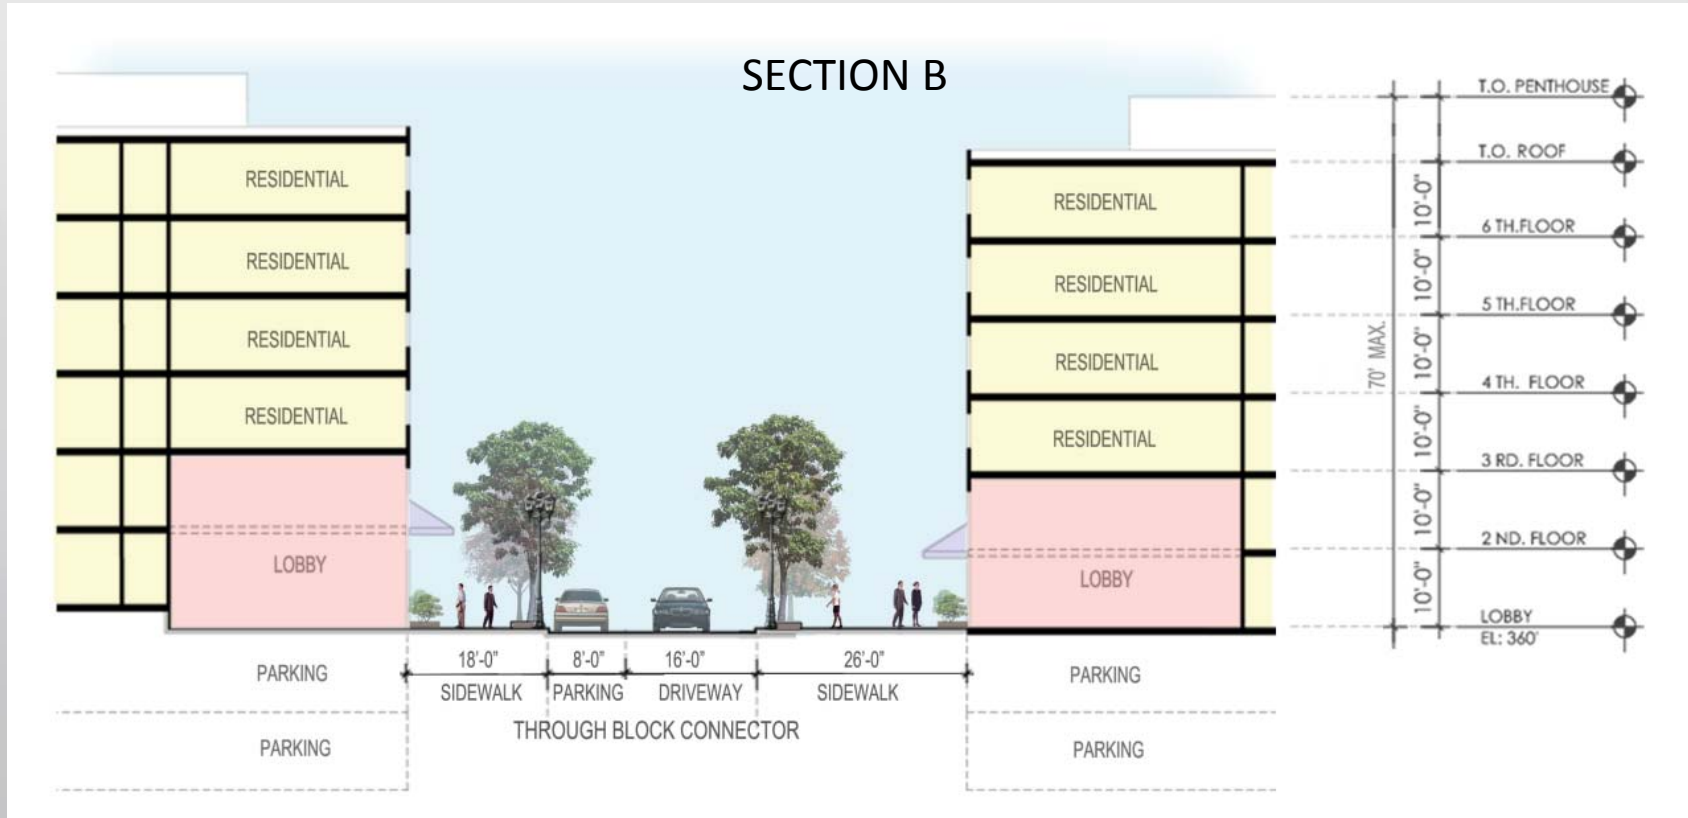 SECTION B
RESIDENTIAL
RESIDENTIAL
RESIDENTIAL
RESIDENTIAL
LOBBY
PARKING
PARKING
18'-0"
8'-0"
16'-0"
26'-0"
SIDEWALK
PARKING
DRIVEWAY
SIDEWALK
THROUGH BLOCK CONNECTOR
RESIDENTIAL
RESIDENTIAL
RESIDENTIAL
RESIDENTIAL
LOBBY
PARKING
PARKING
70' MAX.
10'-0"
10'-0"
10'-0"
10'-0"
10'-0"
10'-0"
T.O. PENTHOUSE
T.O. ROOF
6 TH.FLOOR
5 TH.FLOOR
4 TH. FLOOR
3 RD. FLOOR
2 ND. FLOOR
LOBBY
EL: 360'